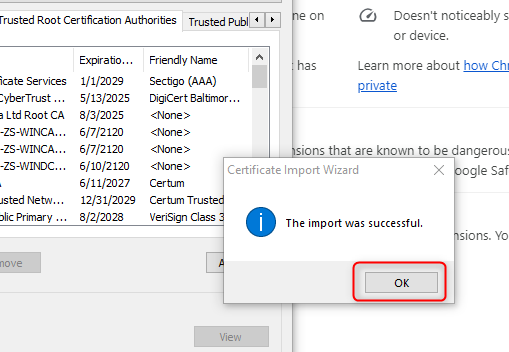 Trusted Root Certification Authorities Trusted Publ
Expiratio... Friendly Name
ficate Services 1/1/2029 Sectigo (AAA)
CyberTrust ... 5/13/2025 DigiCert Baltimor...
a Ltd Root CA 8/3/2025 <None>
-ZS-WINCA... 6/7/2120 <None>
-ZS-WINCA... 6/7/2120 <None>
-ZS-WINDC... 6/10/2120 <None>
6/11/2027 Certum
usted Netw... 12/31/2029 Certum Trusted
blic Primary ... 8/2/2028 VeriSign Class 3
move
View
ne on
Doesn't noticeably s
or device.
t has
Learn more about how Chr
private
nsions that are known to be dangerous
oogle Saf
ensions. You
Certificate Import Wizard
The import was successful.
OK